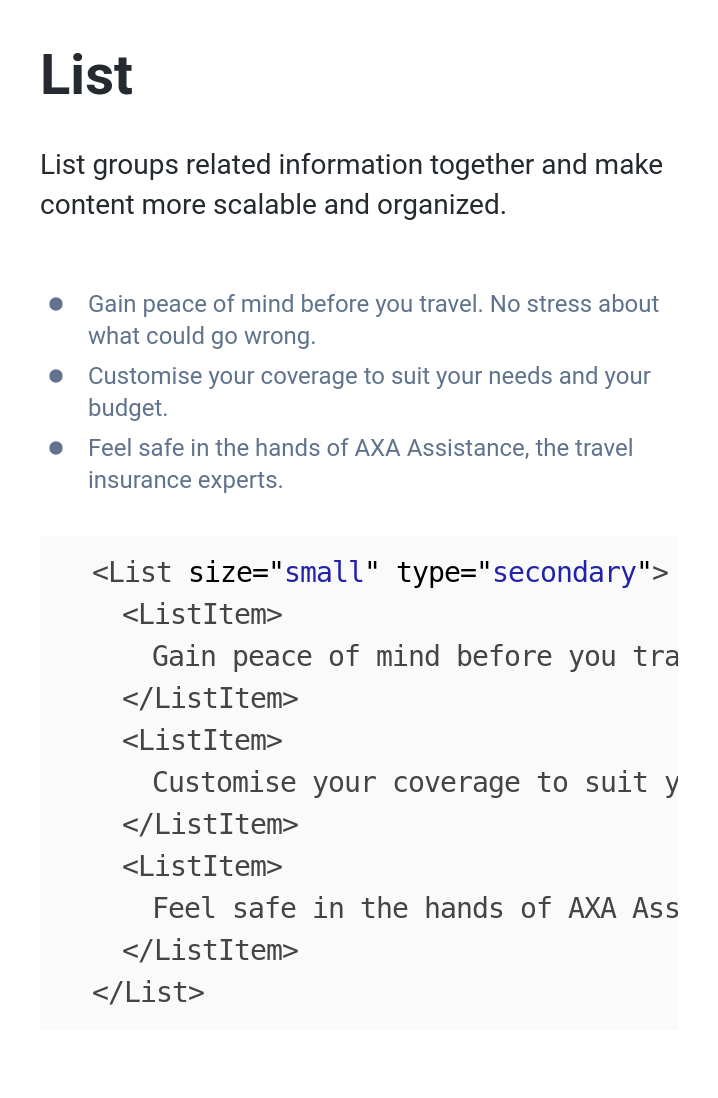 List
List groups related information together and make
content more scalable and organized.
Gain peace of mind before you travel. No stress about
what could go wrong.
Customise your coverage to suit your needs and your
budget.
Feel safe in the hands of AXA Assistance, the travel
insurance experts.
<List size="small" type="secondary">
<ListItem>
Gain peace of mind before you tra
</ListItem>
<ListItem>
Customise your coverage to suit y
</ListItem>
<ListItem>
Feel safe in the hands of AXA Ass
</ListItem>
</List>